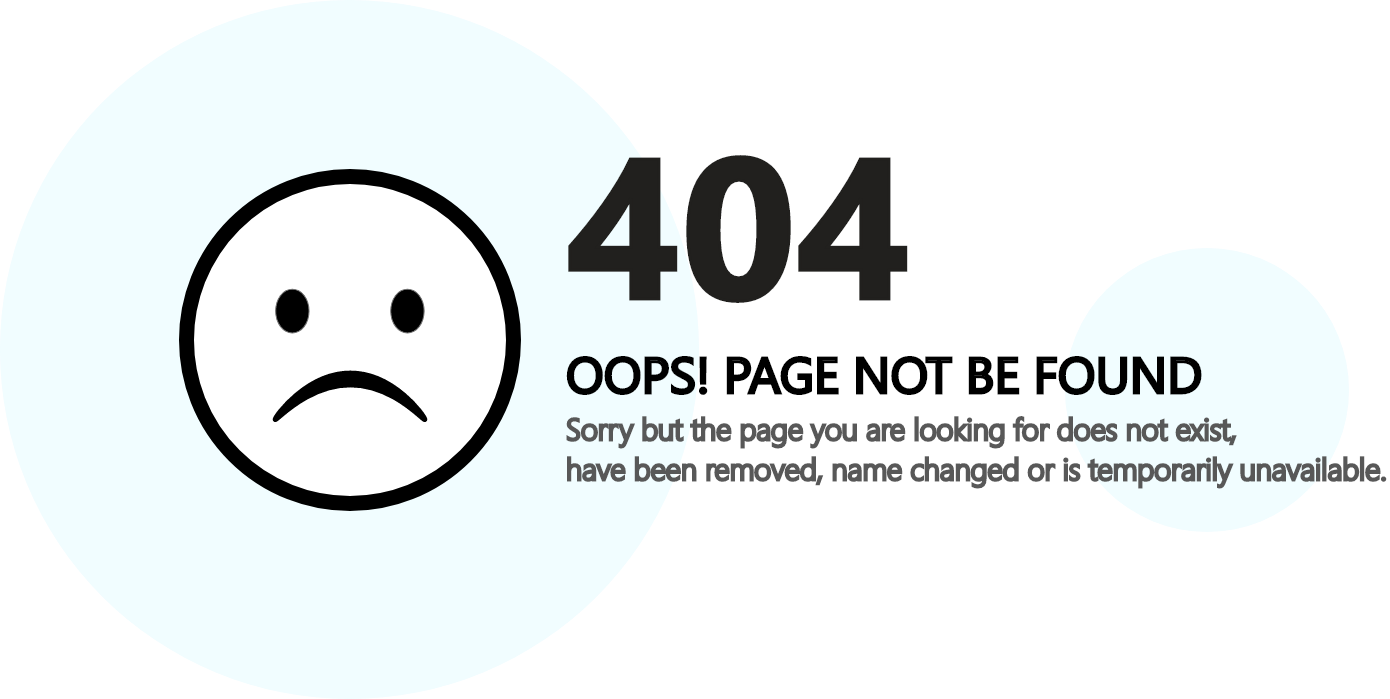 404
OOPS! PAGE NOT BE FOUND
Sorry but the page you are looking for does not exist,
have been removed, name changed or is temporarily unavailable.